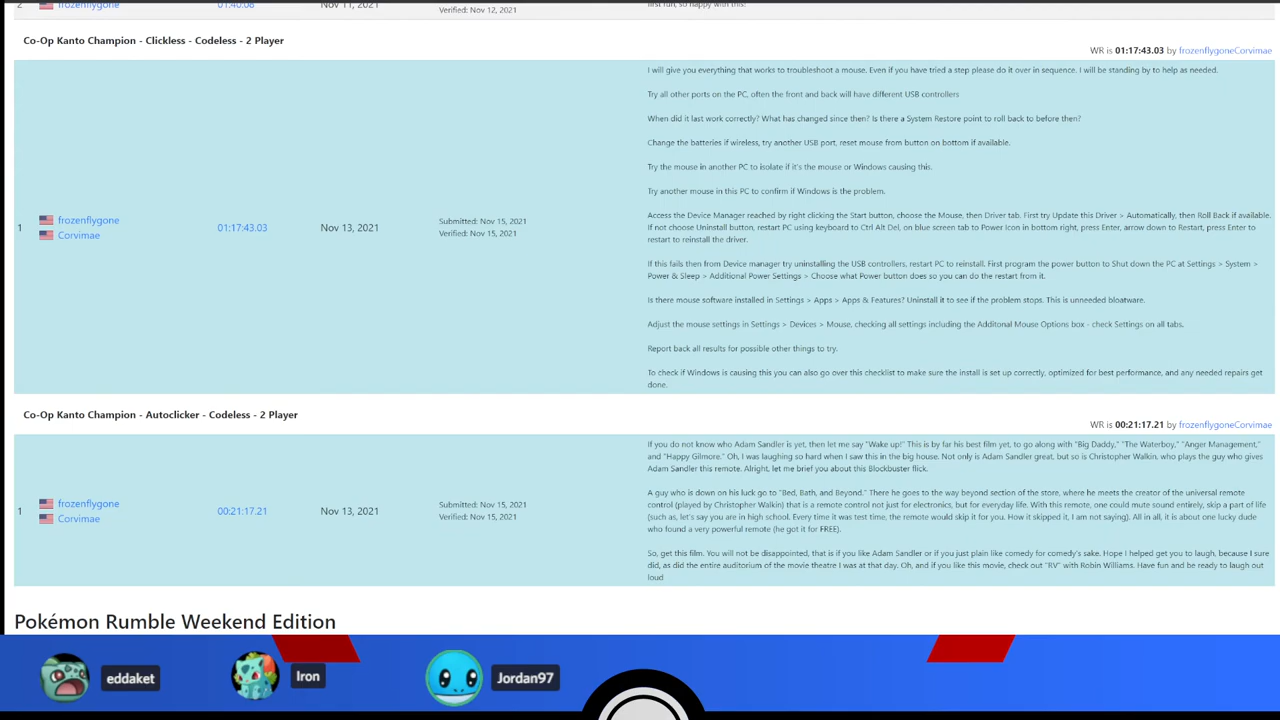 2 frozenflygone 01:40:06 Nov 11, 2021 Verified: Nov 12, 2021 first run, so happy with this!
Co-Op Kanto Champion - Clickless - Codeless - 2 Player
WR is 01:17:43.03 by frozenflygoneCorvimae
I will give you everything that works to troubleshoot a mouse. Even if you have tried a step please do it over in sequence. I will be standing by to help as needed.
Try all other ports on the PC, often the front and back will have different USB controllers
When did it last work correctly? What has changed since then? Is there a System Restore point to roll back to before then?
Change the batteries if wireless, try another USB port, reset mouse from button on bottom if available.
Try the mouse in another PC to isolate if it's the mouse or Windows causing this.
Try another mouse in this PC to confirm if Windows is the problem.
Access the Device Manager reached by right clicking the Start button, choose the Mouse, then Driver tab. First try Update this Driver > Automatically, then Roll Back if available.
If not choose Uninstall button, restart PC using keyboard to Ctrl Alt Del, on blue screen tab to Power Icon in bottom right, press Enter, arrow down to Restart, press Enter to
restart to reinstall the driver.
1 frozenflygone Corvimae 01:17:43.03 Nov 13, 2021 Submitted: Nov 15, 2021 Verified: Nov 15, 2021
If this fails then from Device manager try uninstalling the USB controllers, restart PC to reinstall. First program the power button to Shut down the PC at Settings > System >
Power & Sleep > Additional Power Settings > Choose what Power button does so you can do the restart from it.
Is there mouse software installed in Settings > Apps > Apps & Features? Uninstall it to see if the problem stops. This is unneeded bloatware.
Adjust the mouse settings in Settings > Devices > Mouse, checking all settings including the Additonal Mouse Options box - check Settings on all tabs.
Report back all results for possible other things to try.
To check if Windows is causing this you can also go over this checklist to make sure the install is set up correctly, optimized for best performance, and any needed repairs get
done.
Co-Op Kanto Champion - Autoclicker - Codeless - 2 Player
WR is 00:21:17.21 by frozenflygoneCorvimae
If you do not know who Adam Sandler is yet, then let me say "Wake up!" This is by far his best film yet, to go along with "Big Daddy," "The Waterboy," "Anger Management,"
and "Happy Gilmore." Oh, I was laughing so hard when I saw this in the big house. Not only is Adam Sandler great, but so is Christopher Walkin, who plays the guy who gives
Adam Sandler this remote. Alright, let me brief you about this Blockbuster flick.
A guy who is down on his luck go to "Bed, Bath, and Beyond." There he goes to the way beyond section of the store, where he meets the creator of the universal remote
control (played by Christopher Walkin) that is a remote control not just for electronics, but for everyday life. With this remote, one could mute sound entirely, skip a part of life
(such as, let's say you are in high school. Every time it was test time, the remote would skip it for you. How it skipped it, I am not saying). All in all, it is about one lucky dude
who found a very powerful remote (he got it for FREE).
1 frozenflygone Corvimae 00:21:17.21 Nov 13, 2021 Submitted: Nov 15, 2021 Verified: Nov 15, 2021
So, get this film. You will not be disappointed, that is if you like Adam Sandler or if you just plain like comedy for comedy's sake. Hope I helped get you to laugh, because I sure
did, as did the entire auditorium of the movie theatre I was at that day. Oh, and if you like this movie, check out "RV" with Robin Williams. Have fun and be ready to laugh out
loud
Pokémon Rumble Weekend Edition
eddaket Iron Jordan97